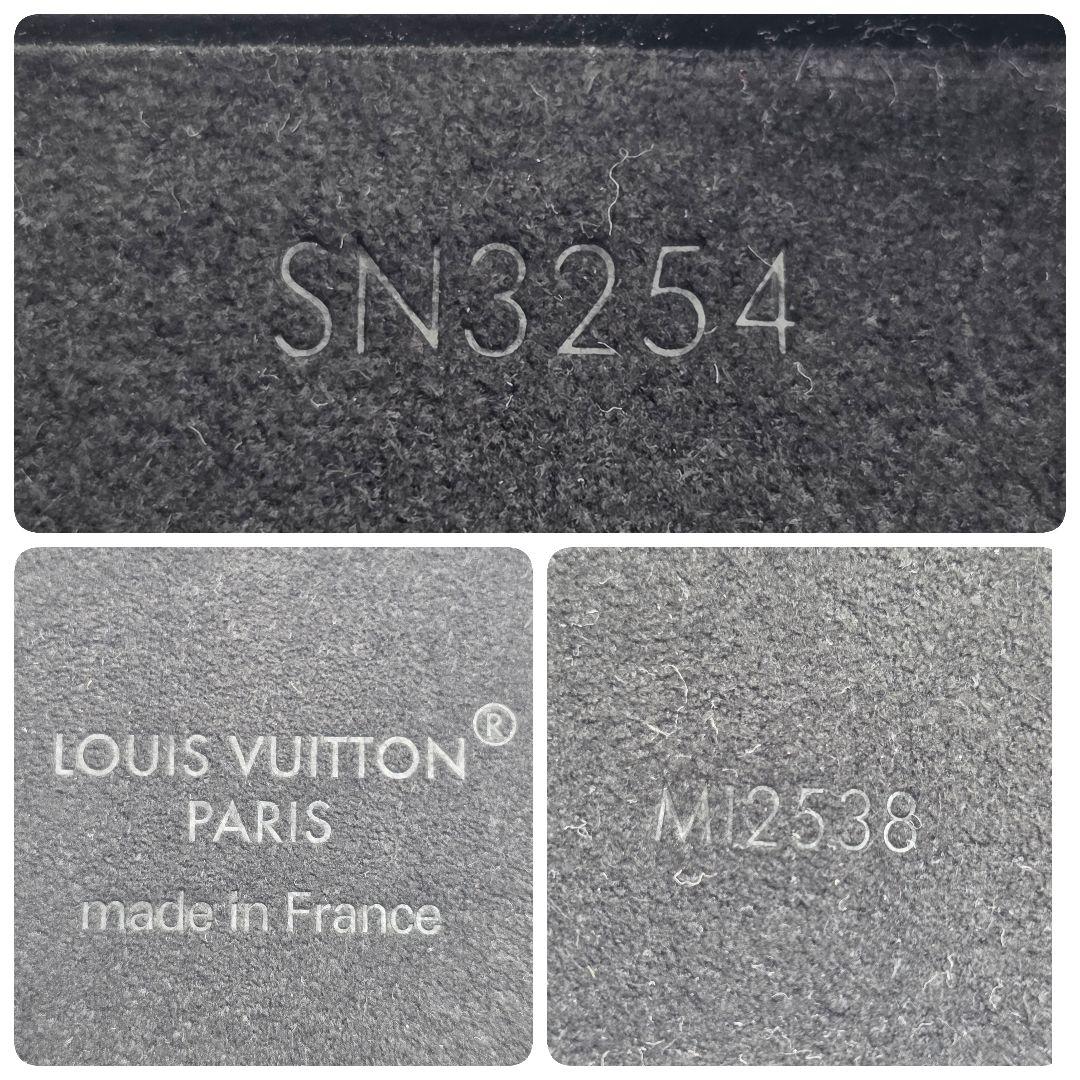 SN3254
LOUIS VUITTON®
PARIS
made in France
MI2538